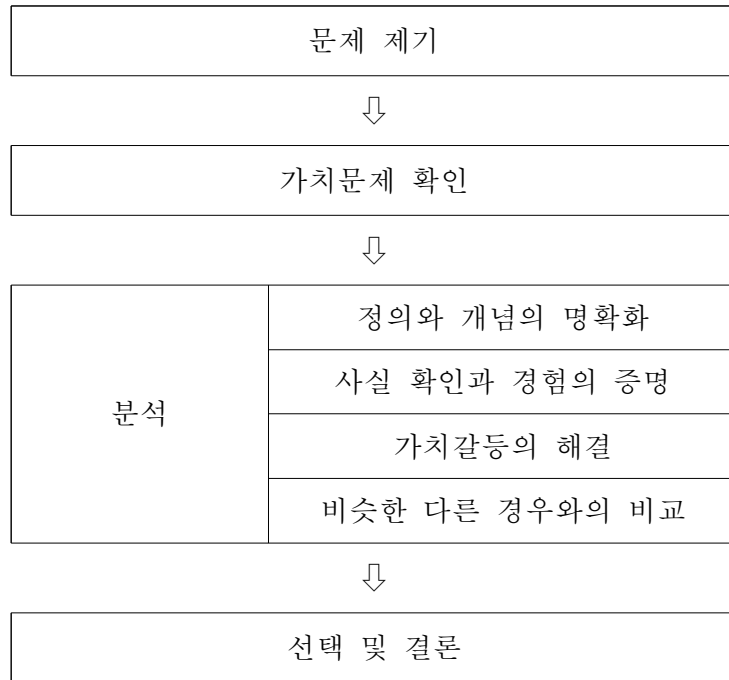 문제 제기
⇩
가치문제 확인
⇩
분석
정의와 개념의 명확화
사실 확인과 경험의 증명
가치갈등의 해결
비슷한 다른 경우와의 비교
⇩
선택 및 결론